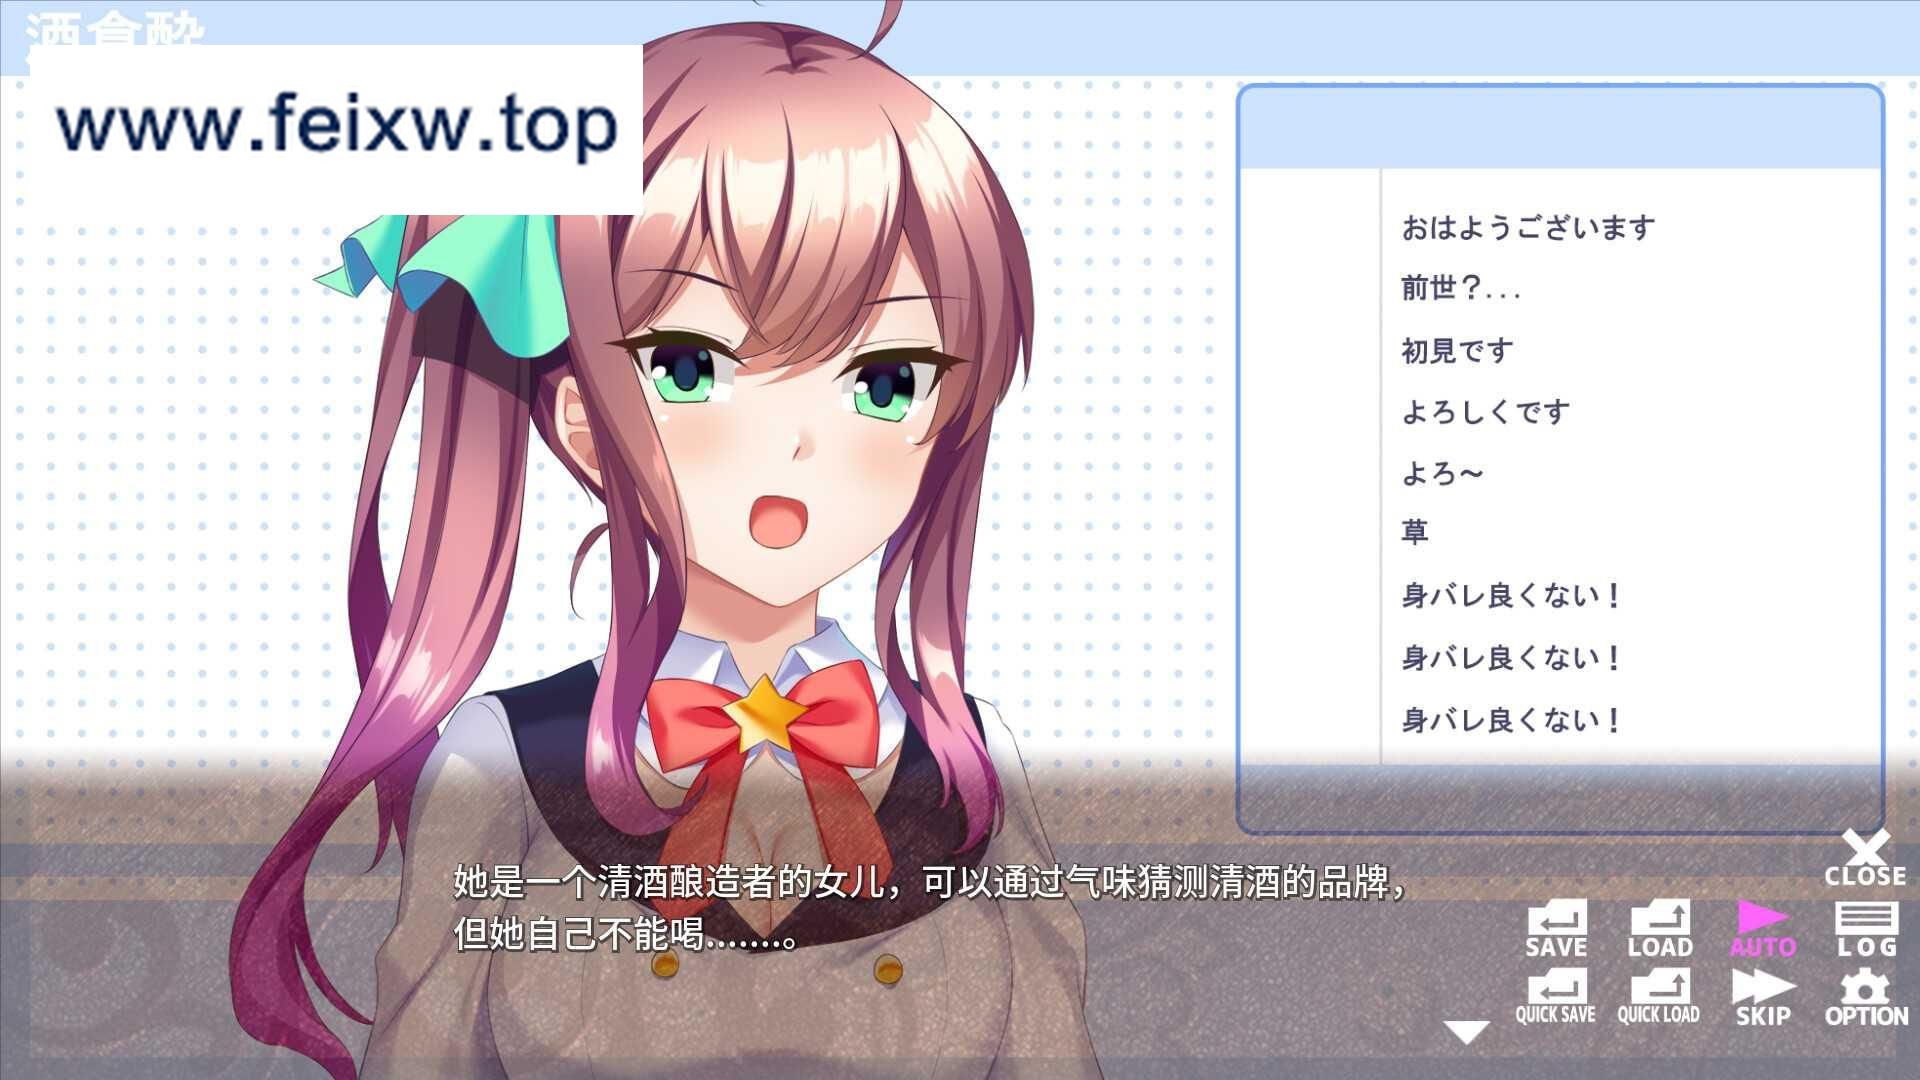 酒倉酔
www.feixw.top
おはようございます
前世？...
初見です
よろしくです
よろ～
草
身バレ良くない！
身バレ良くない！
身バレ良くない！
她是一个清酒酿造者的女儿，可以通过气味猜测清酒的品牌，
但她自己不能喝.......。
CLOSE
SAVE LOAD AUTO LOG
QUICK SAVE QUICK LOAD SKIP OPTION